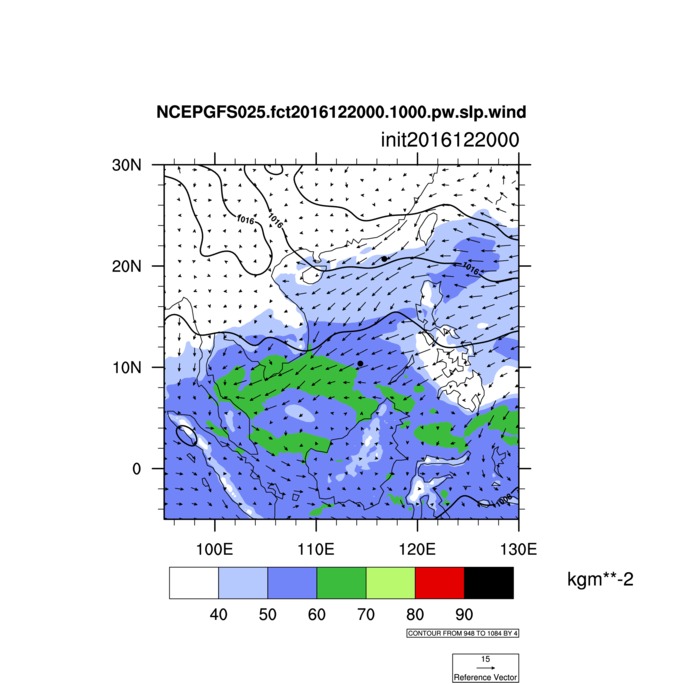 NCEPGFS025.fct2016122000.1000.pw.slp.wind
init2016122000
30N
1016
1016
20N
1016
10N
0
1008
100E 110E 120E 130E
kgm**-2
40 50 60 70 80 90
CONTOUR FROM 948 TO 1084 BY 4
15
Reference Vector